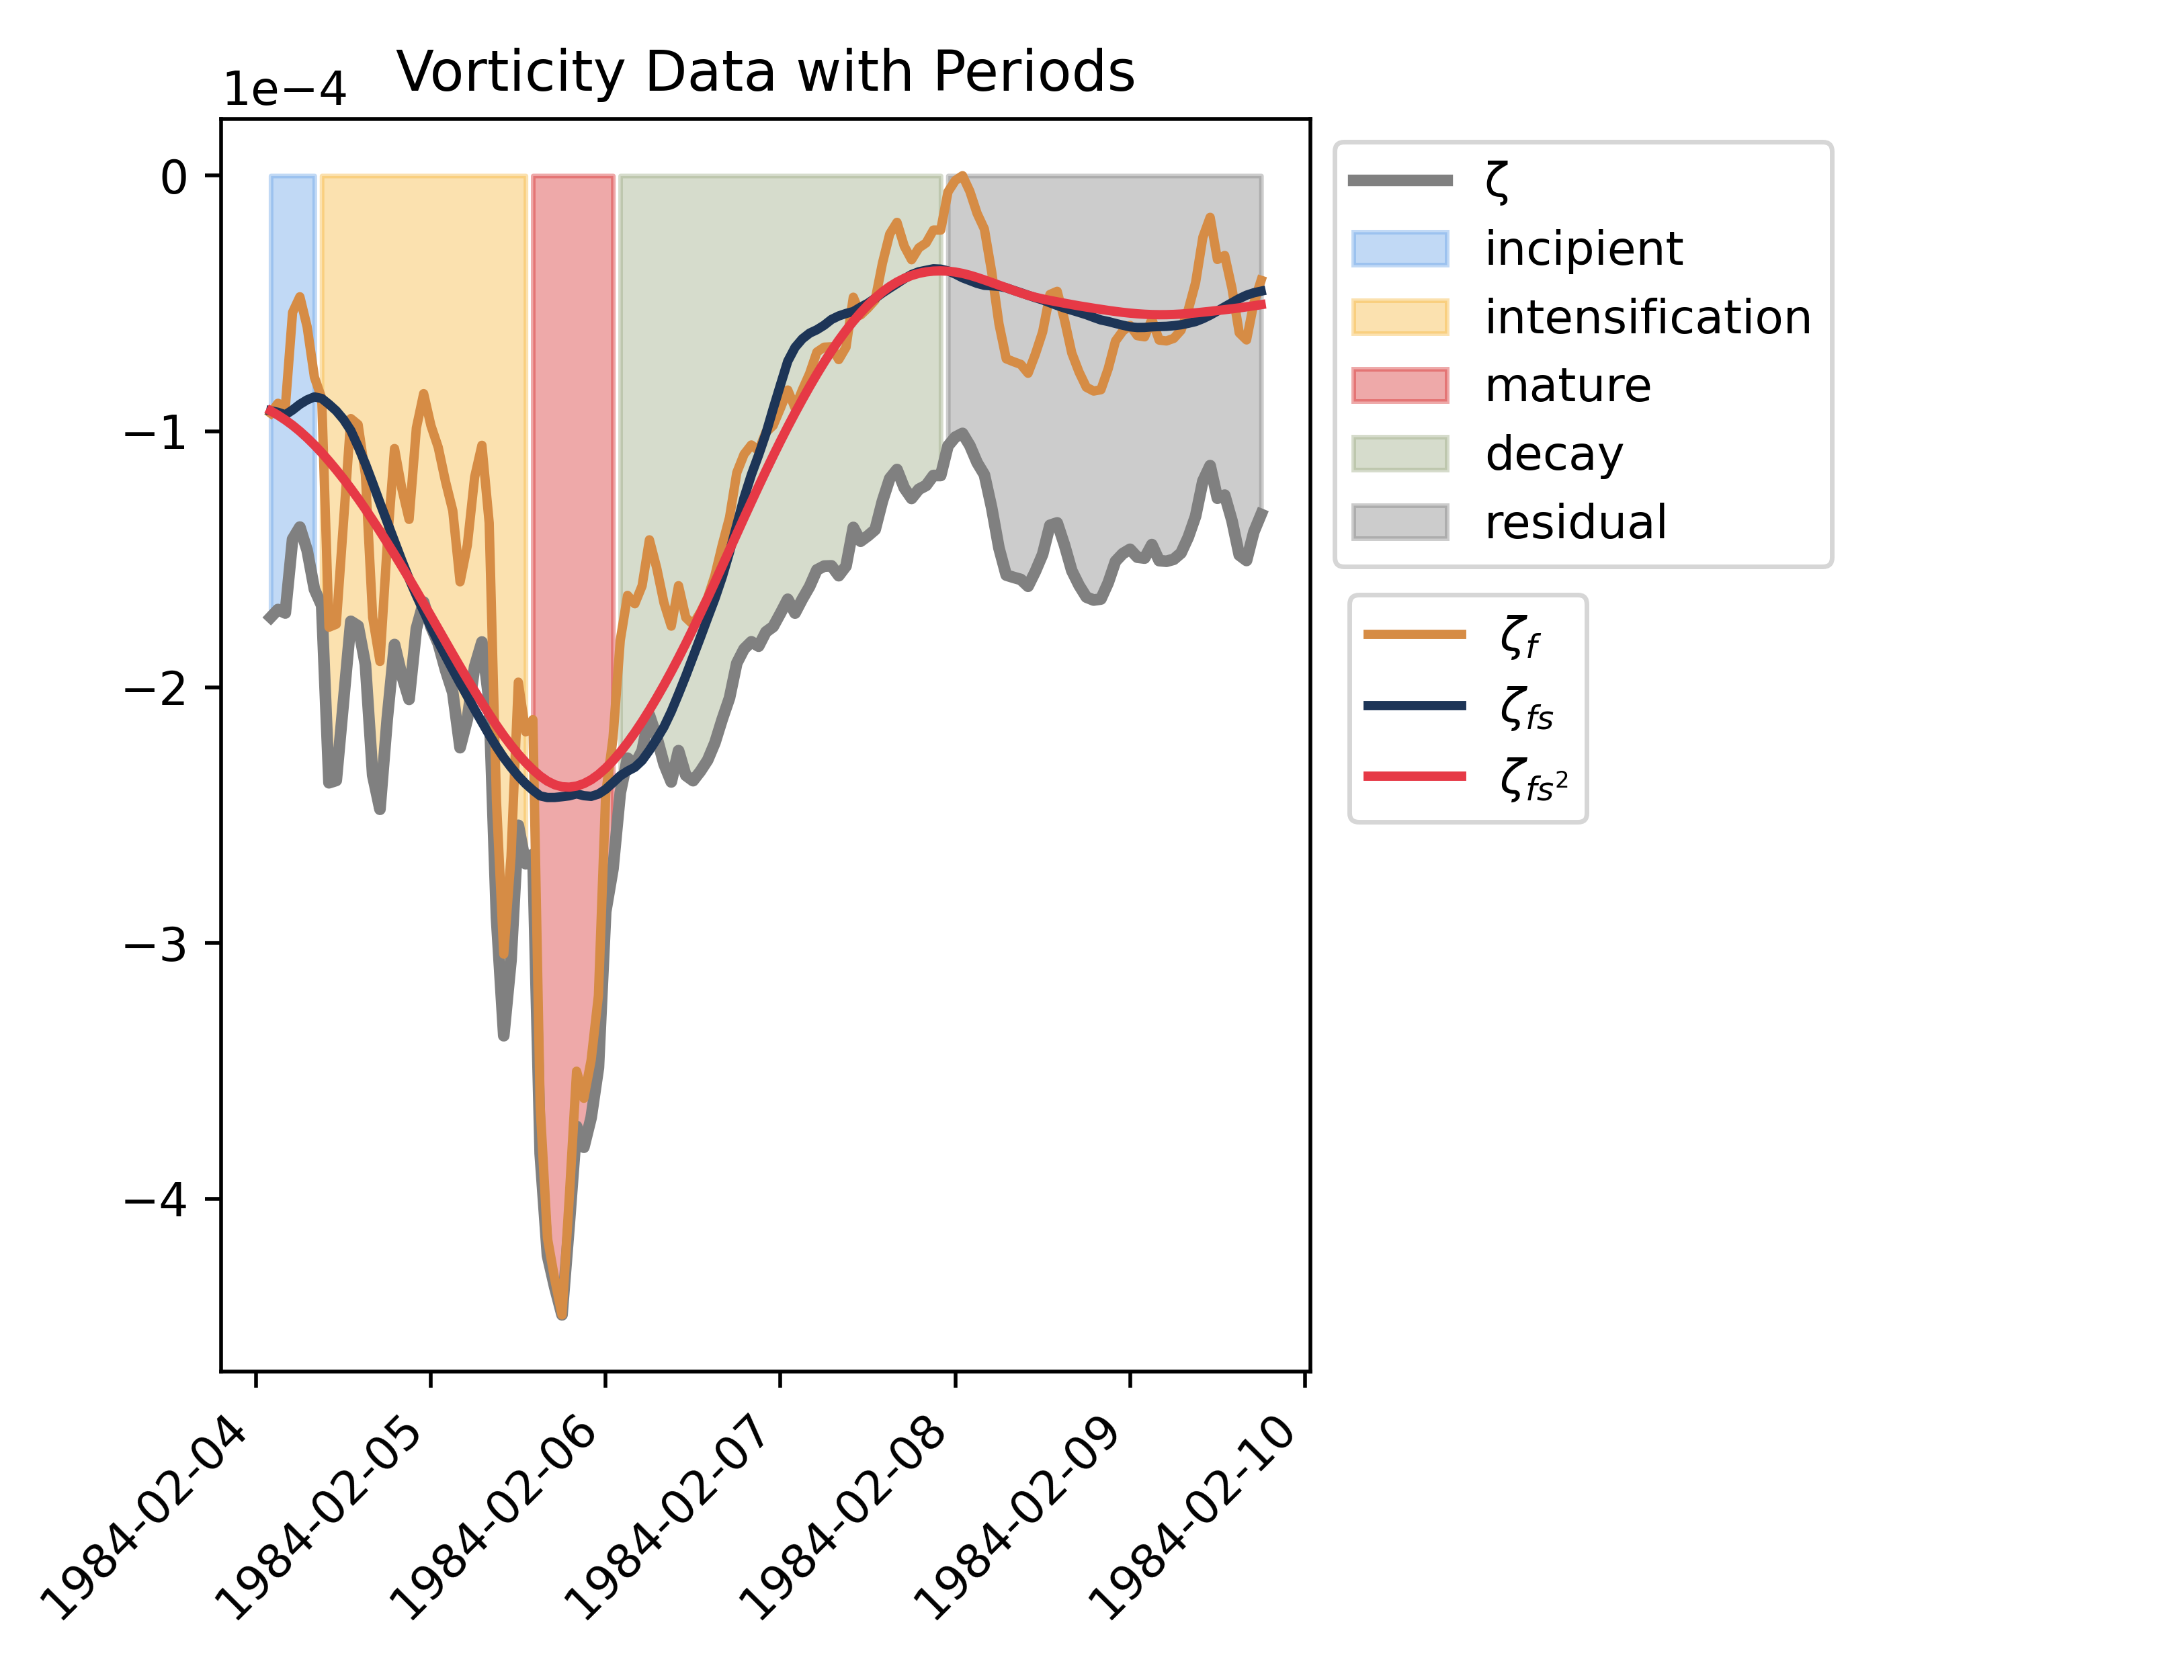 Vorticity Data with Periods
1e−4
0
−1
−2
−3
−4
1984-02-04
1984-02-05
1984-02-06
1984-02-07
1984-02-08
1984-02-09
1984-02-10
ζ
incipient
intensification
mature
decay
residual
ζf
ζfs
ζfs²